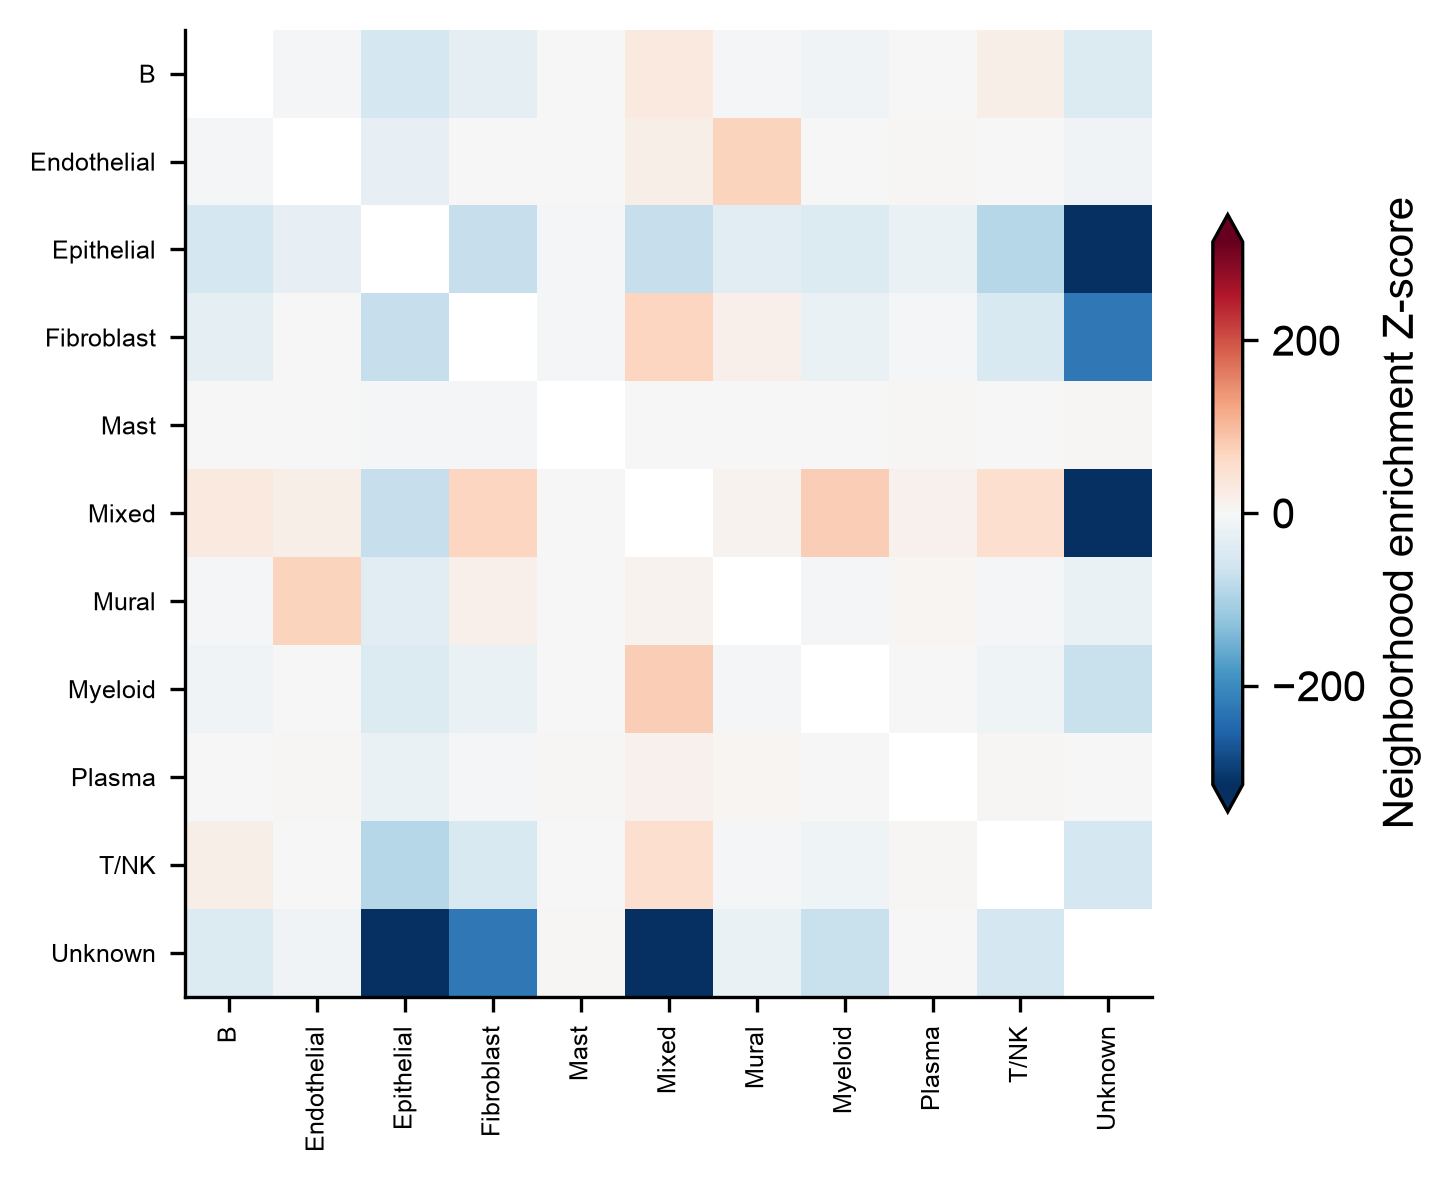 B
Endothelial
Epithelial
Fibroblast
Mast
Mixed
Mural
Myeloid
Plasma
T/NK
Unknown
B
Endothelial
Epithelial
Fibroblast
Mast
Mixed
Mural
Myeloid
Plasma
T/NK
Unknown
200
0
−200
Neighborhood enrichment Z-score